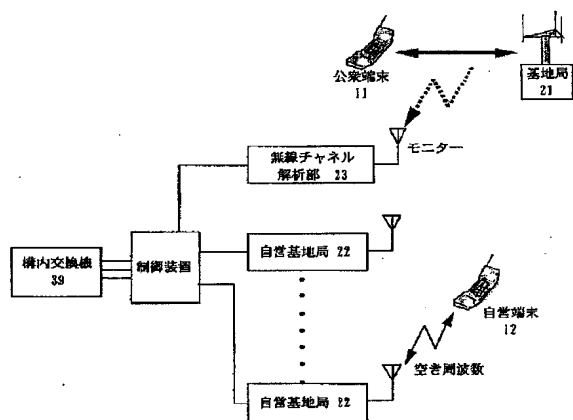 公衆端末
11
基地局
21
モニター
無線チャネル
解析部 23
構内交換機
39
制御装置
自営基地局 22
自営端末
12
空き周波数
自営基地局 22